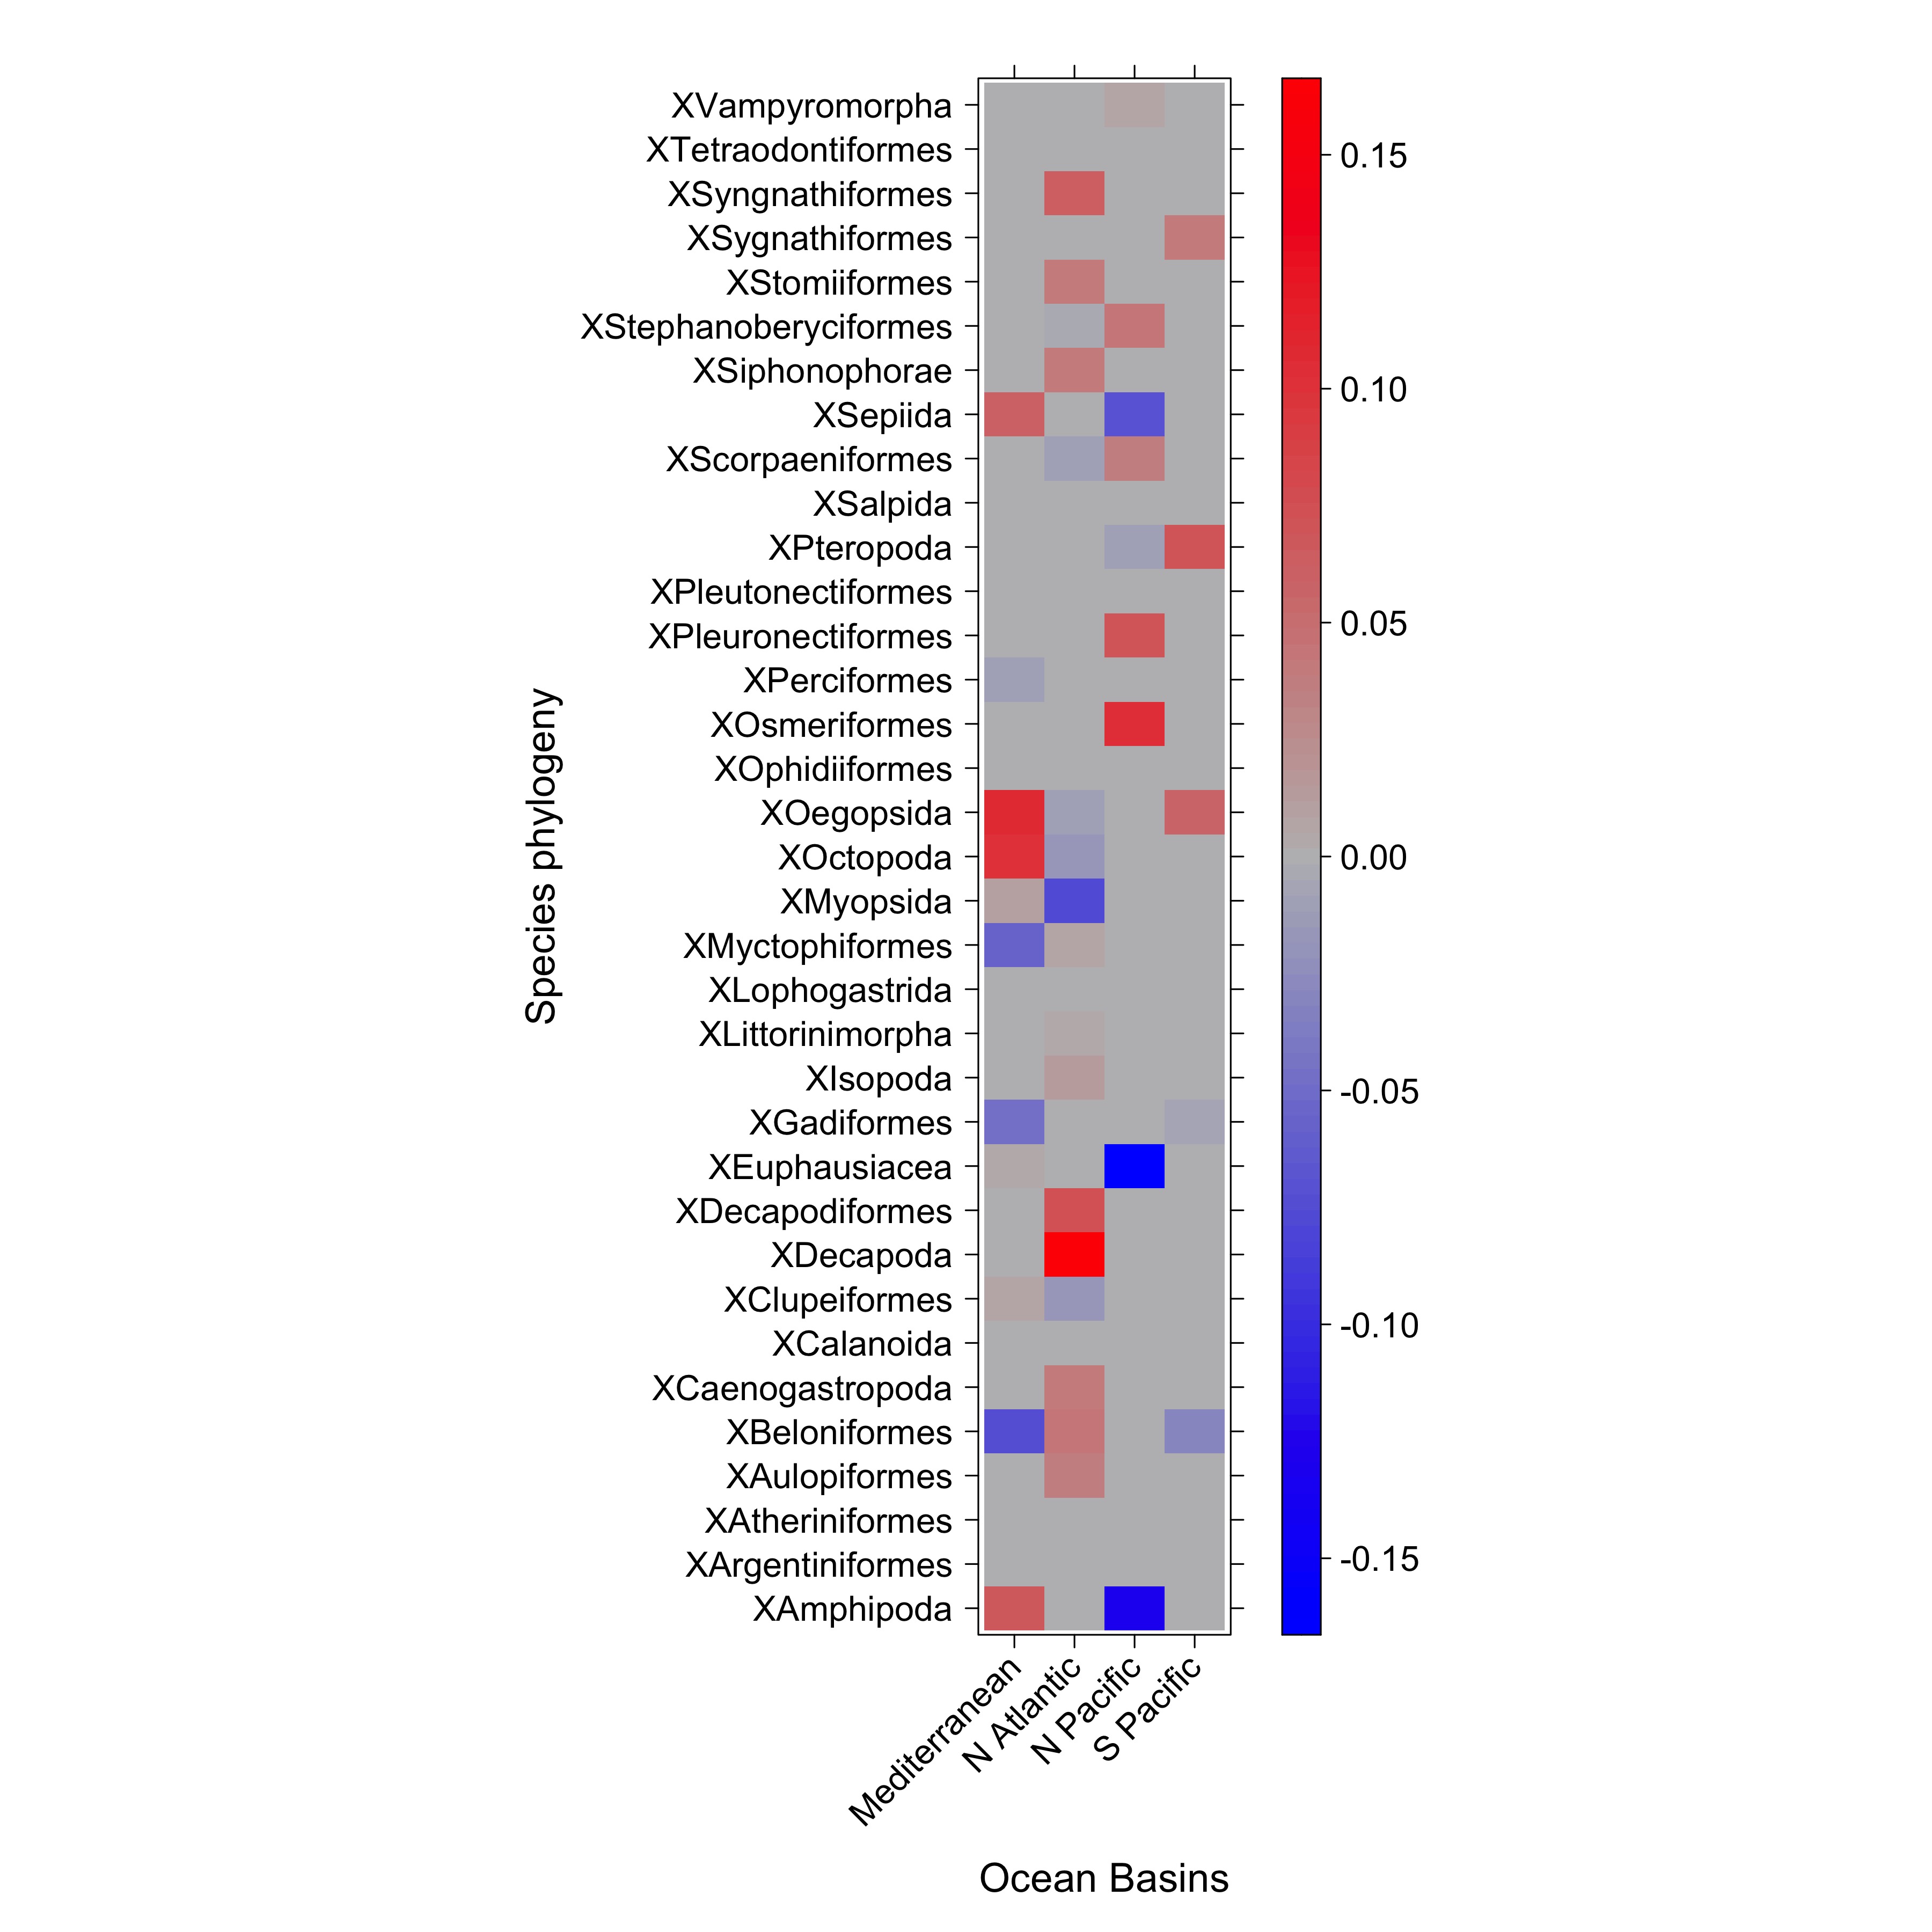 XVampyromorpha
XTetraodontiformes
XSyngnathiformes
XSygnathiformes
XStomiiformes
XStephanoberyciformes
XSiphonophorae
XSepiida
XScorpaeniformes
XSalpida
XPteropoda
XPleutonectiformes
XPleuronectiformes
XPerciformes
XOsmeriformes
XOphidiiformes
XOegopsida
XOctopoda
XMyopsida
XMyctophiformes
XLophogastrida
XLittorinimorpha
XIsopoda
XGadiformes
XEuphausiacea
XDecapodiformes
XDecapoda
XClupeiformes
XCalanoida
XCaenogastropoda
XBeloniformes
XAulopiformes
XAtheriniformes
XArgentiniformes
XAmphipoda
Species phylogeny
Mediterranean
N Atlantic
N Pacific
S Pacific
Ocean Basins
0.15
0.10
0.05
0.00
-0.05
-0.10
-0.15